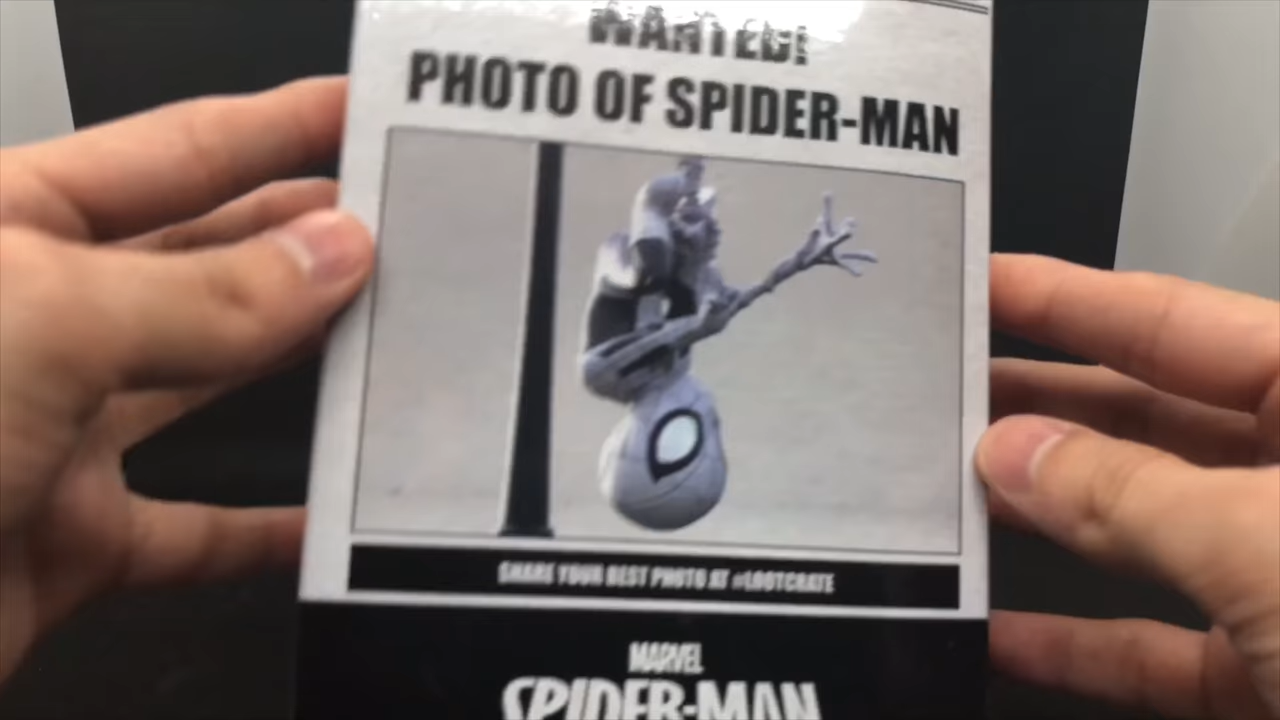 WANTED!
PHOTO OF SPIDER-MAN
SHARE YOUR BEST PHOTO AT #LOOTCRATE
MARVEL
SPIDER-MAN